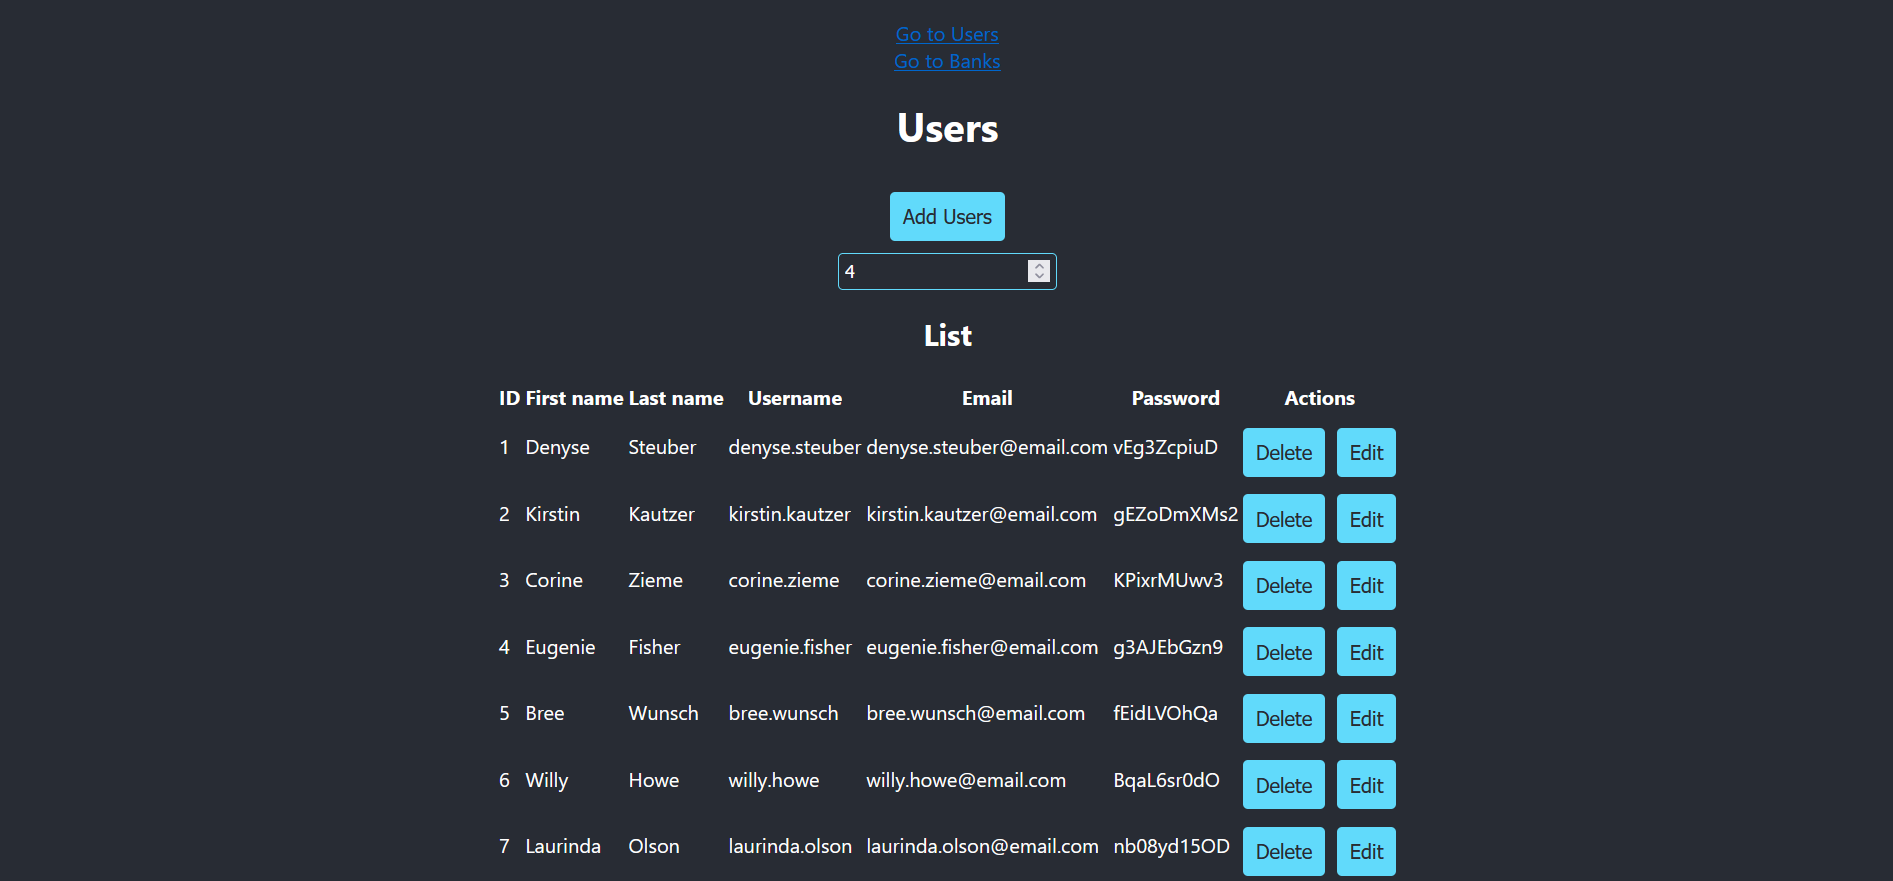 Go to Users
Go to Banks
Users
Add Users
4
List
ID First name Last name Username Email Password Actions
1 Denyse Steuber denyse.steuber denyse.steuber@email.com vEg3ZcpiuD Delete Edit
2 Kirstin Kautzer kirstin.kautzer kirstin.kautzer@email.com gEZoDmXMs2 Delete Edit
3 Corine Zieme corine.zieme corine.zieme@email.com KPixrMUwv3 Delete Edit
4 Eugenie Fisher eugenie.fisher eugenie.fisher@email.com g3AJEbGzn9 Delete Edit
5 Bree Wunsch bree.wunsch bree.wunsch@email.com fEidLVOhQa Delete Edit
6 Willy Howe willy.howe willy.howe@email.com BqaL6sr0dO Delete Edit
7 Laurinda Olson laurinda.olson laurinda.olson@email.com nb08yd15OD Delete Edit